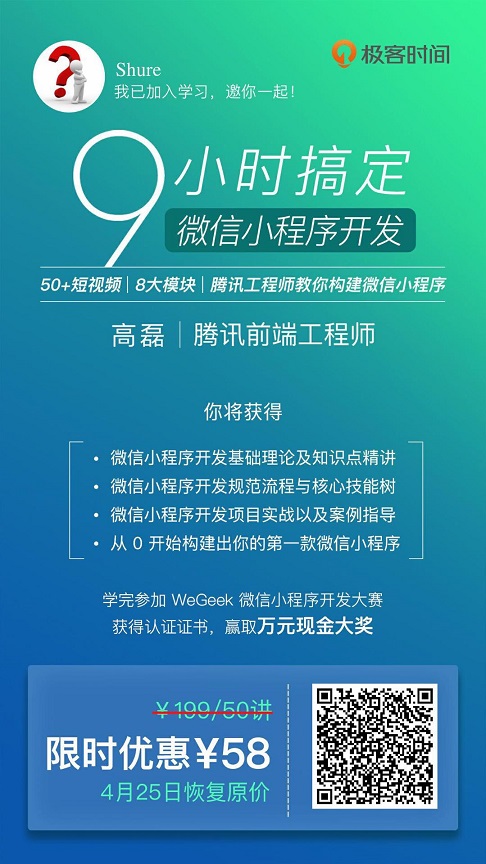 Shure
极客时间
我已加入学习，邀你一起！
9小时搞定
微信小程序开发
50+短视频｜8大模块｜腾讯工程师教你构建微信小程序
高磊｜腾讯前端工程师
你将获得
• 微信小程序开发基础理论及知识点精讲
• 微信小程序开发规范流程与核心技能树
• 微信小程序开发项目实战以及案例指导
• 从 0 开始构建出你的第一款微信小程序
学完参加 WeGeek 微信小程序开发大赛
获得认证证书，赢取万元现金大奖
￥199/50讲
限时优惠¥58
4月25日恢复原价